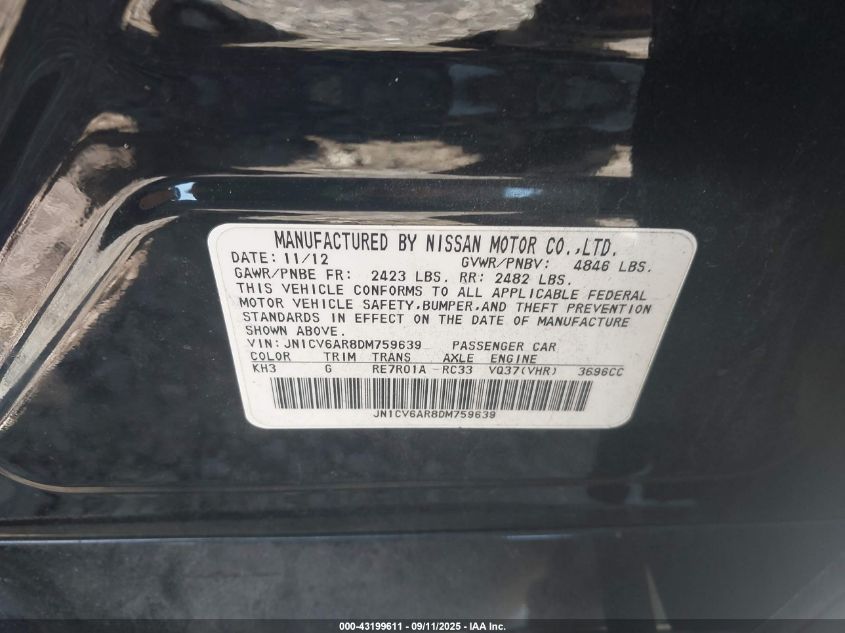 MANUFACTURED BY NISSAN MOTOR CO.,LTD.
DATE: 11/12 GVWR/PNBV: 4846 LBS.
GAWR/PNBE FR: 2423 LBS. RR: 2482 LBS.
THIS VEHICLE CONFORMS TO ALL APPLICABLE FEDERAL
MOTOR VEHICLE SAFETY,BUMPER,AND THEFT PREVENTION
STANDARDS IN EFFECT ON THE DATE OF MANUFACTURE
SHOWN ABOVE.
VIN: JN1CV6AR8DM759639 PASSENGER CAR
COLOR TRIM TRANS AXLE ENGINE
KH3 G RE7R01A -RC33 VQ37(VHR) 3696CC
JN1CV6AR8DM759639
000-43199611 - 09/11/2025 - IAA Inc.